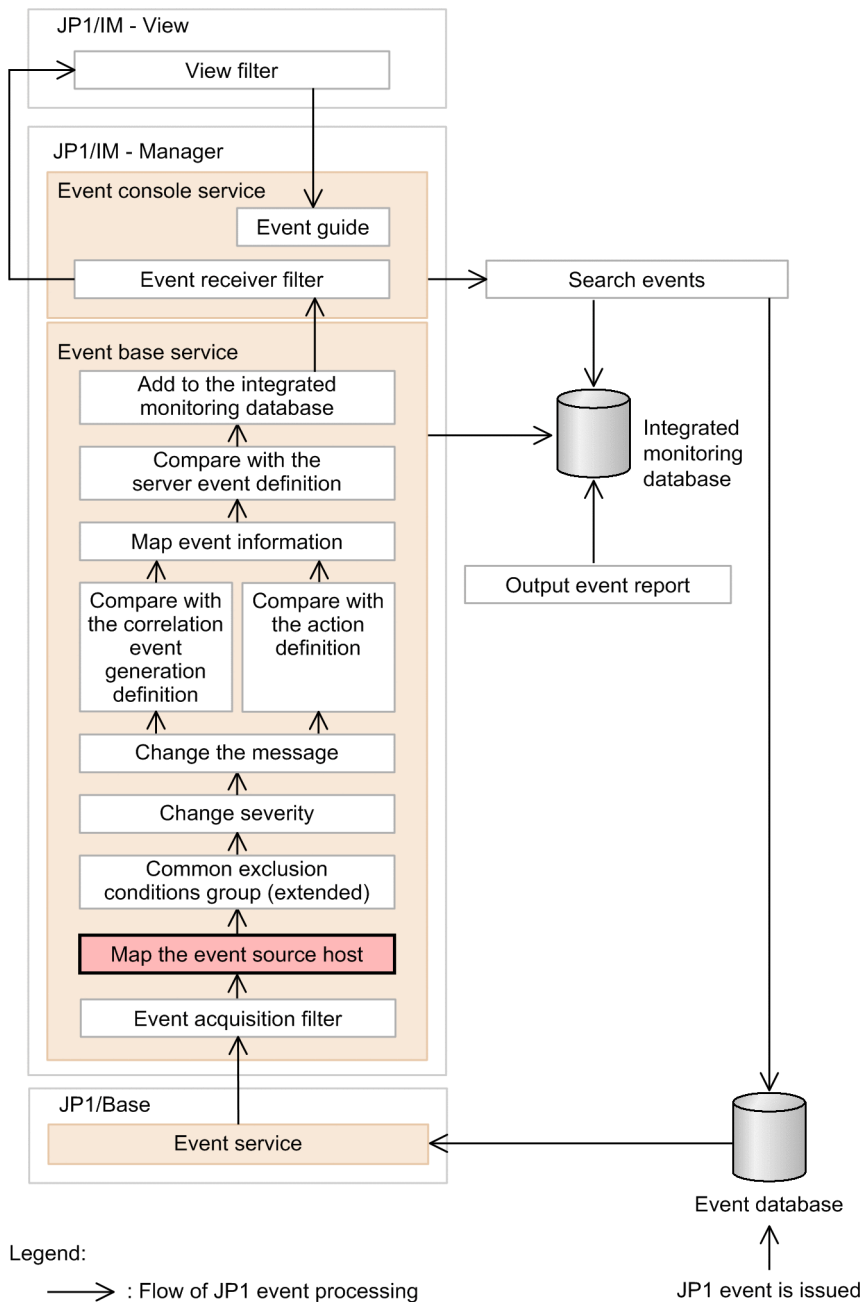 JP1/IM - View
View filter
JP1/IM - Manager
Event console service
Event guide
Event receiver filter
Search events
Event base service
Add to the integrated
monitoring database
Compare with the
server event definition
Map event information
Compare with
the correlation
event
generation
definition
Compare with
the action
definition
Change the message
Change severity
Common exclusion
conditions group (extended)
Map the event source host
Event acquisition filter
Integrated
monitoring
database
Output event report
JP1/Base
Event service
Event database
JP1 event is issued
Legend:
: Flow of JP1 event processing